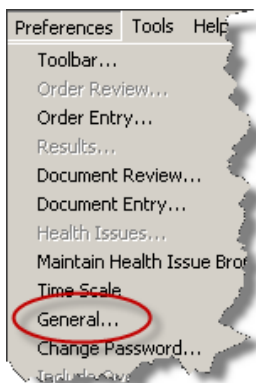 Preferences Tools Help
Toolbar...
Order Review...
Order Entry...
Results...
Document Review...
Document Entry...
Health Issues...
Maintain Health Issue
Time Scale
General...
Change Password...